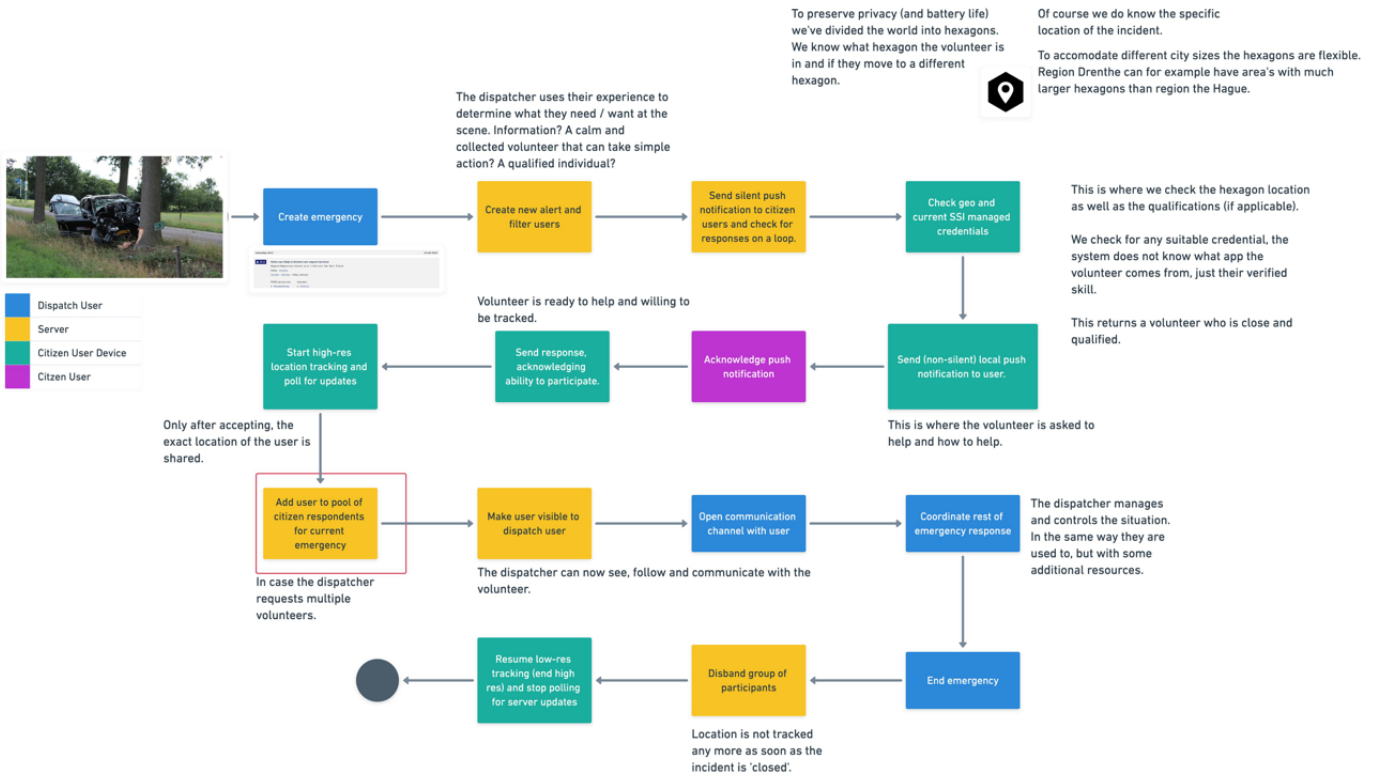 To preserve privacy (and battery life)
we've divided the world into hexagons.
We know what hexagon the volunteer is
in and if they move to a different
hexagon.
Of course we do know the specific
location of the incident.
To accomodate different city sizes the hexagons are flexible.
Region Drenthe can for example have area's with much
larger hexagons than region the Hague.
The dispatcher uses their experience to
determine what they need / want at the
scene. Information? A calm and
collected volunteer that can take simple
action? A qualified individual?
Create emergency
Create new alert and
filter users
Send silent push
notification to citizen
users and check for
responses on a loop.
Check geo and
current SSI managed
credentials
This is where we check the hexagon location
as well as the qualifications (if applicable).
We check for any suitable credential, the
system does not know what app the
volunteer comes from, just their verified
skill.
This returns a volunteer who is close and
qualified.
Dispatch User
Server
Citizen User Device
Citzen User
Volunteer is ready to help and willing to
be tracked.
Start high-res
location tracking and
poll for updates
Send response,
acknowledging
ability to participate.
Acknowledge push
notification
Send (non-silent) local push
notification to user.
Only after accepting, the
exact location of the user is
shared.
This is where the volunteer is asked to
help and how to help.
Add user to pool of
citizen respondents
for current
emergency
Make user visible to
dispatch user
Open communication
channel with user
Coordinate rest of
emergency response
The dispatcher manages
and controls the situation.
In the same way they are
used to, but with some
additional resources.
In case the dispatcher
requests multiple
volunteers.
The dispatcher can now see, follow and communicate with the
volunteer.
Resume low-res
tracking (end high
res) and stop polling
for server updates
Disband group of
participants
End emergency
Location is not tracked
any more as soon as the
incident is 'closed'.